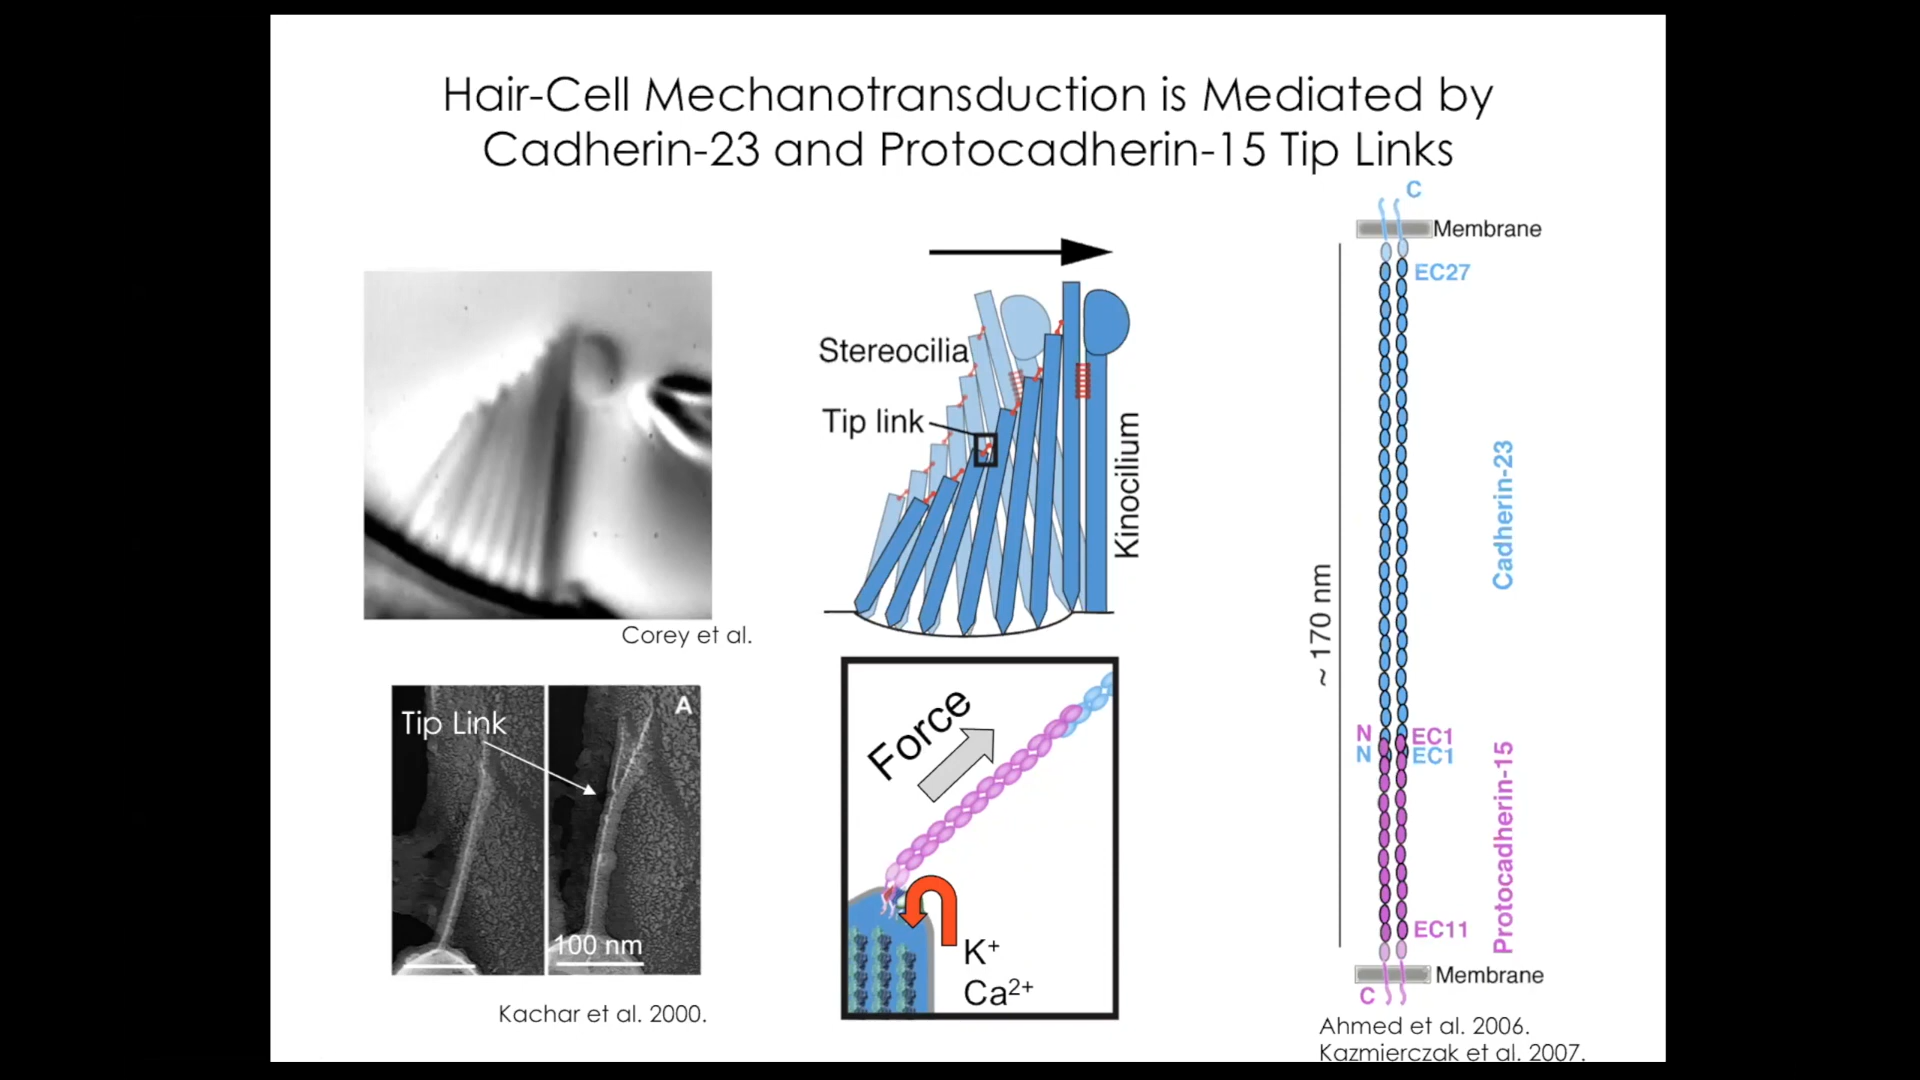 Hair-Cell Mechanotransduction is Mediated by
Cadherin-23 and Protocadherin-15 Tip Links
Corey et al.
Tip Link
A
100 nm
Kachar et al. 2000.
Stereocilia
Tip link
Kinocilium
Force
K+
Ca2+
C
Membrane
EC27
Cadherin-23
~ 170 nm
N
EC1
N
EC1
Protocadherin-15
EC11
Membrane
C
Ahmed et al. 2006.
Kazmierczak et al. 2007.